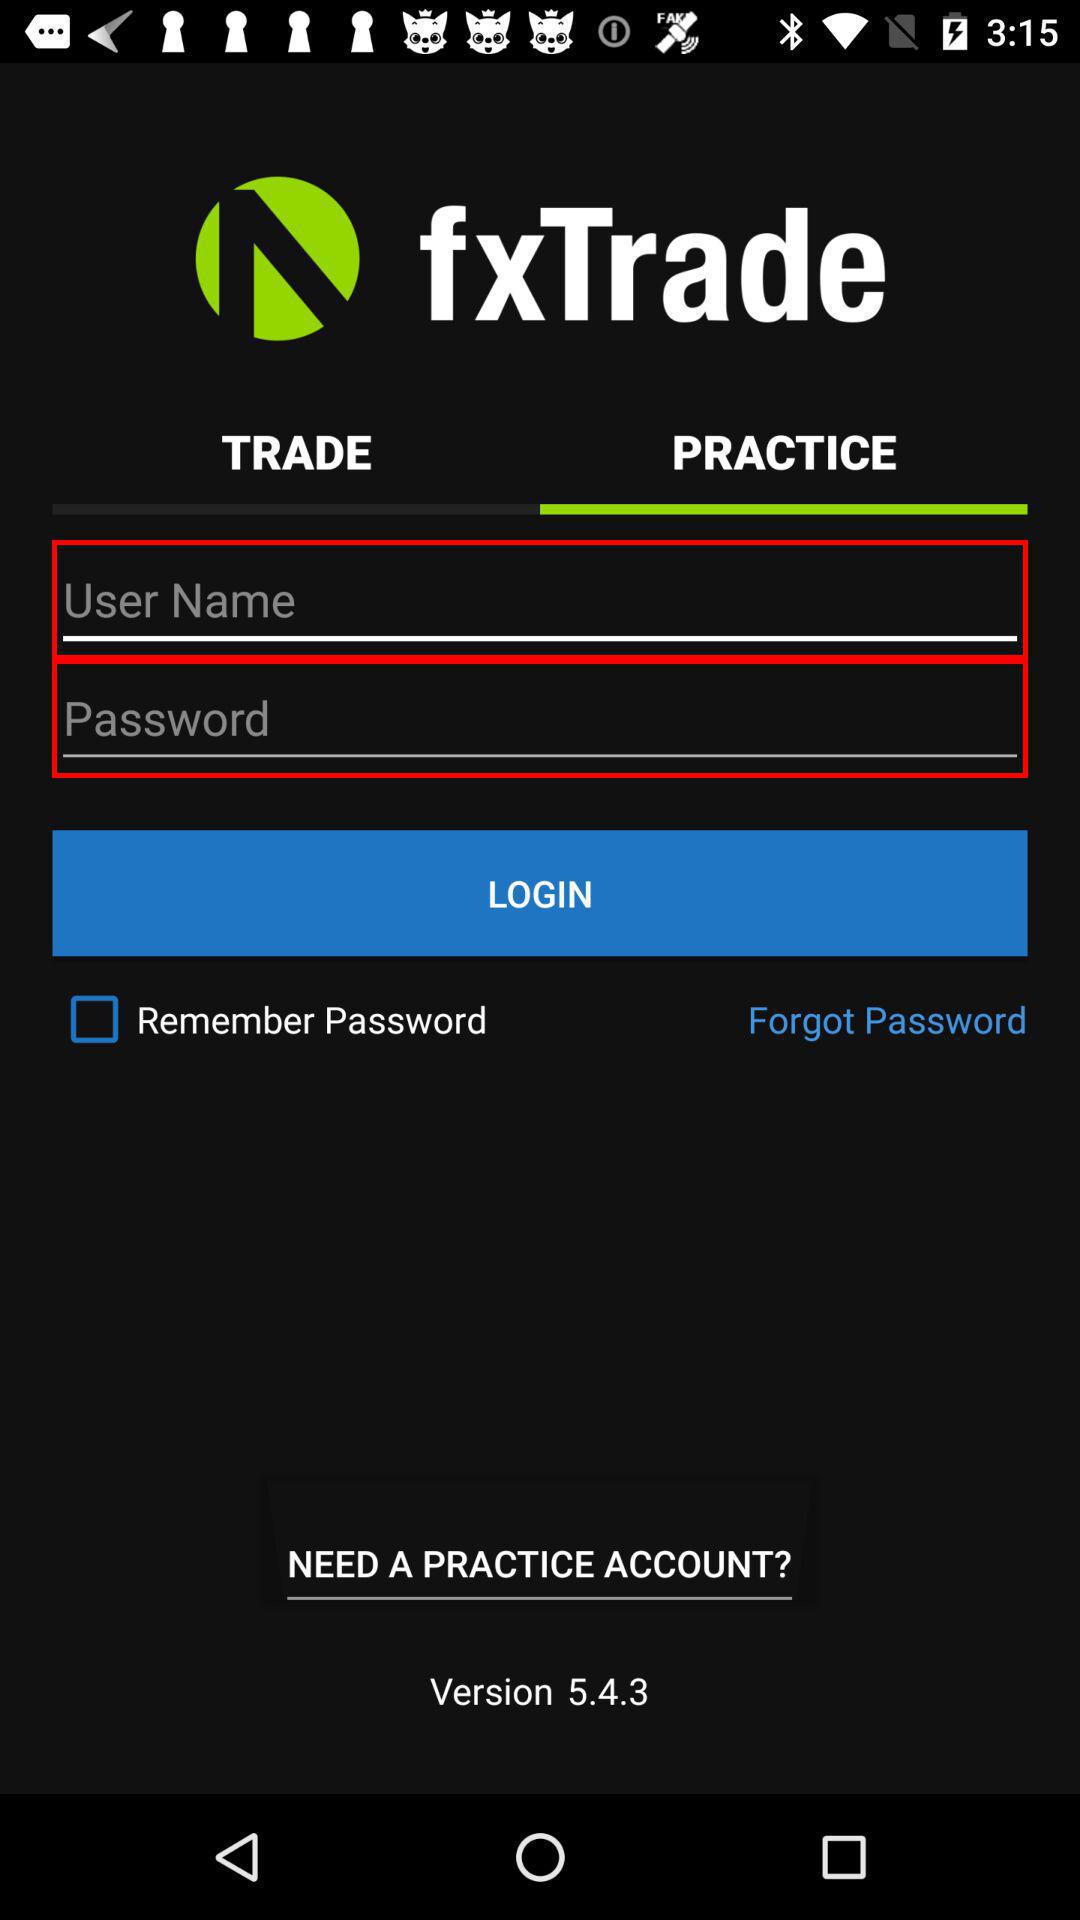 FAK
3:15
fxTrade
TRADE PRACTICE
User Name
Password
LOGIN
Remember Password Forgot Password
NEED A PRACTICE ACCOUNT?
Version 5.4.3